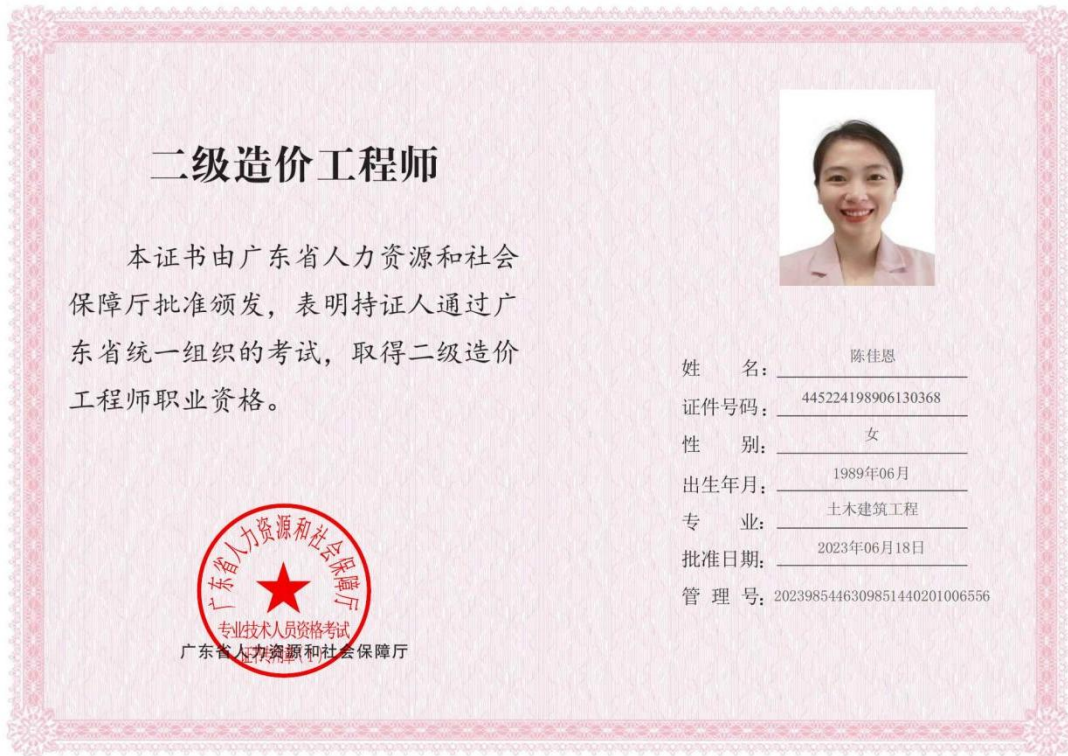 二级造价工程师
本证书由广东省人力资源和社会
保障厅批准颁发，表明持证人通过广
东省统一组织的考试，取得二级造价
工程师职业资格。
广东省人力资源和社会保障厅
专业技术人员资格考试
广东省人力资源和社会保障厅
姓名：陈佳恩
证件号码：445224198906130368
性别：女
出生年月：1989年06月
专业：土木建筑工程
批准日期：2023年06月18日
管理号：2023985446309851440201006556